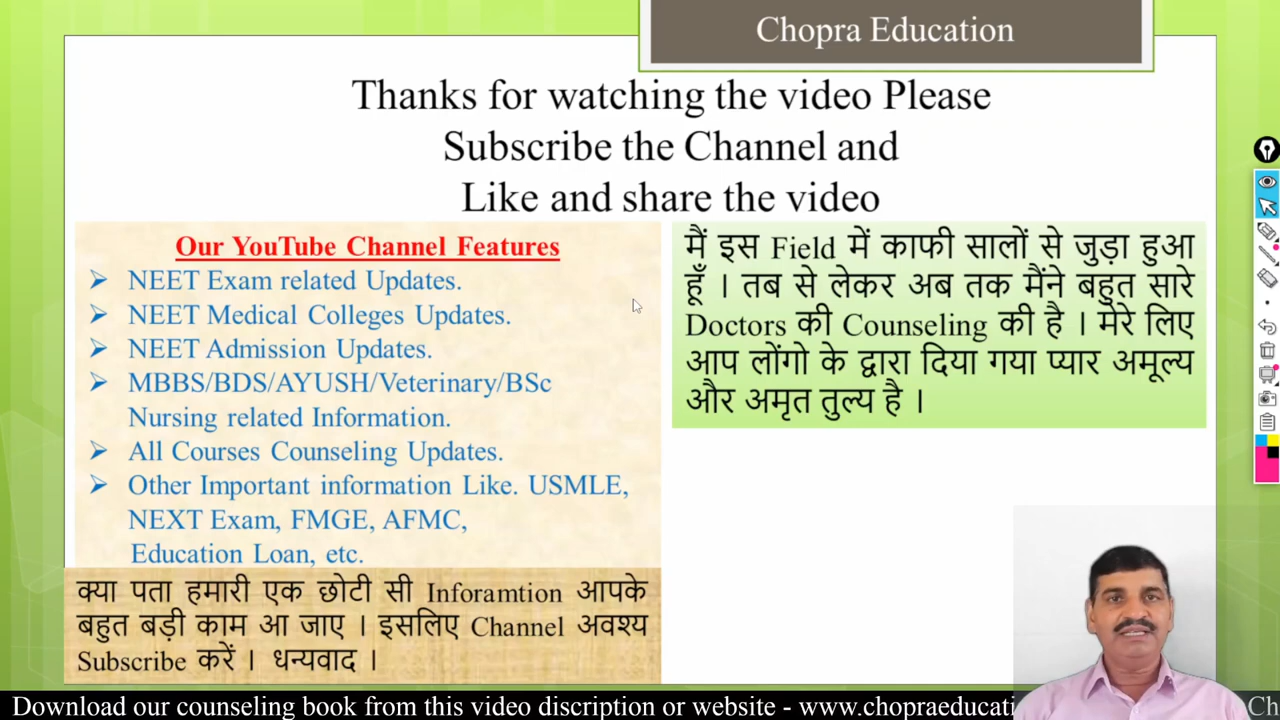 Chopra Education
Thanks for watching the video Please
Subscribe the Channel and
Like and share the video
Our YouTube Channel Features
➢ NEET Exam related Updates.
➢ NEET Medical Colleges Updates.
➢ NEET Admission Updates.
➢ MBBS/BDS/AYUSH/Veterinary/BSc
Nursing related Information.
➢ All Courses Counseling Updates.
➢ Other Important information Like. USMLE,
NEXT Exam, FMGE, AFMC,
Education Loan, etc.
क्या पता हमारी एक छोटी सी Inforamtion आपके
बहुत बड़ी काम आ जाए । इसलिए Channel अवश्य
Subscribe करें । धन्यवाद ।
मैं इस Field में काफी सालों से जुड़ा हुआ
हूँ । तब से लेकर अब तक मैंने बहुत सारे
Doctors की Counseling की है । मेरे लिए
आप लोंगो के द्वारा दिया गया प्यार अमूल्य
और अमृत तुल्य है ।
Download our counseling book from this video discription or website - www.chopraeducati Ch